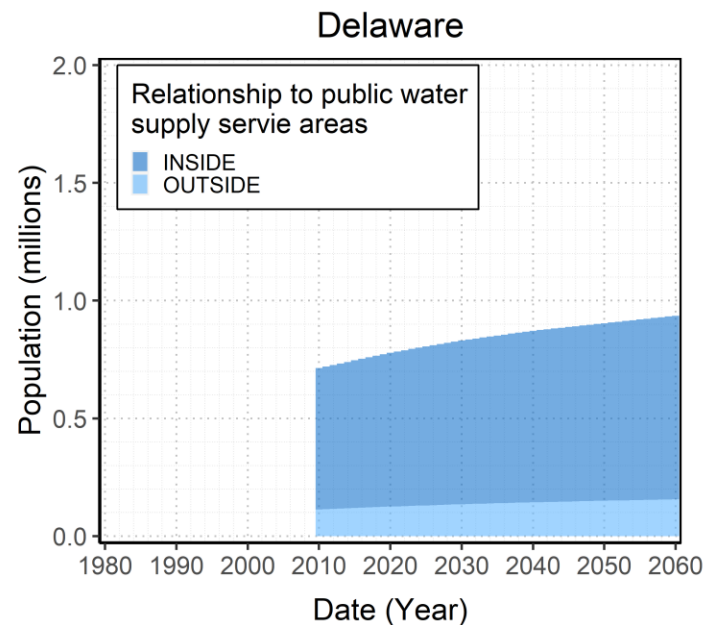 Delaware
2.0
Relationship to public water
supply servie areas
INSIDE
OUTSIDE
1.5
1.0
0.5
0.0
Population (millions)
1980 1990 2000 2010 2020 2030 2040 2050 2060
Date (Year)